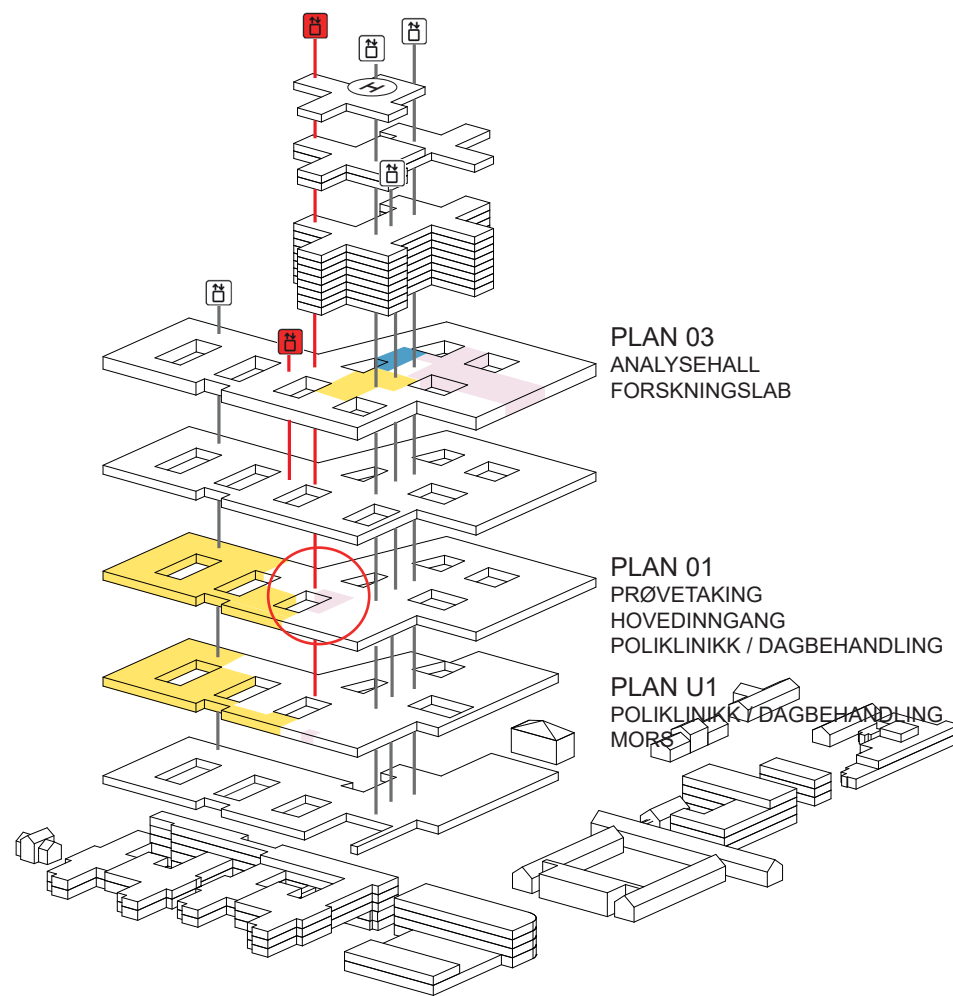 H
PLAN 03
ANALYSEHALL
FORSKNINGSLAB
PLAN 01
PRØVETAKING
HOVEDINNGANG
POLIKLINIKK / DAGBEHANDLING
PLAN U1
POLIKLINIKK / DAGBEHANDLING
MORS